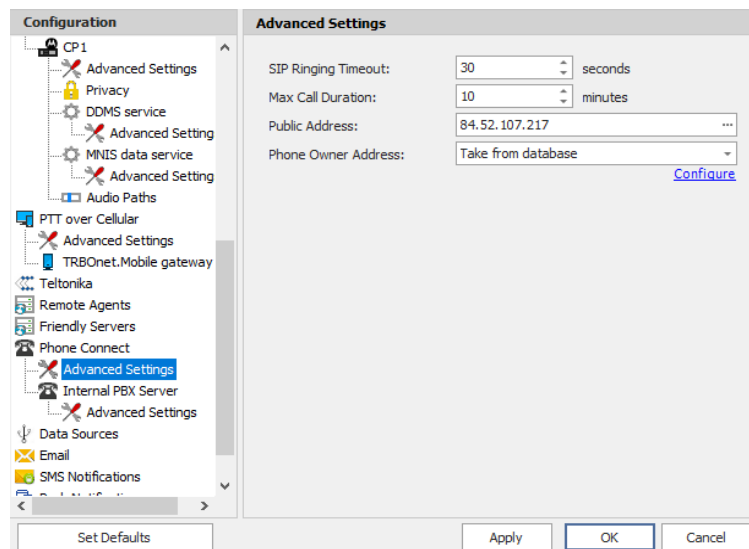 Configuration
CP1
Advanced Settings
Privacy
DDMS service
Advanced Setting
MNIS data service
Advanced Setting
Audio Paths
PTT over Cellular
Advanced Settings
TRBOnet.Mobile gateway
Teltonika
Remote Agents
Friendly Servers
Phone Connect
Advanced Settings
Internal PBX Server
Advanced Settings
Data Sources
Email
SMS Notifications
Set Defaults
Advanced Settings
SIP Ringing Timeout: 30 seconds
Max Call Duration: 10 minutes
Public Address: 84.52.107.217 ...
Phone Owner Address: Take from database
Configure
Apply OK Cancel